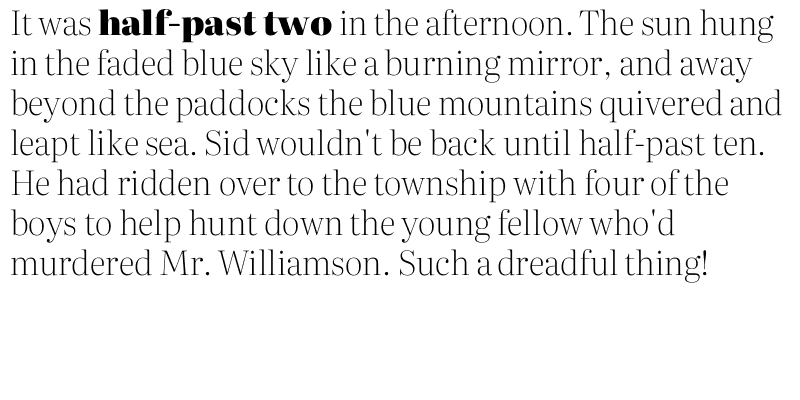 It was half-past two in the afternoon. The sun hung
in the faded blue sky like a burning mirror, and away
beyond the paddocks the blue mountains quivered and
leapt like sea. Sid wouldn't be back until half-past ten.
He had ridden over to the township with four of the
boys to help hunt down the young fellow who'd
murdered Mr. Williamson. Such a dreadful thing!